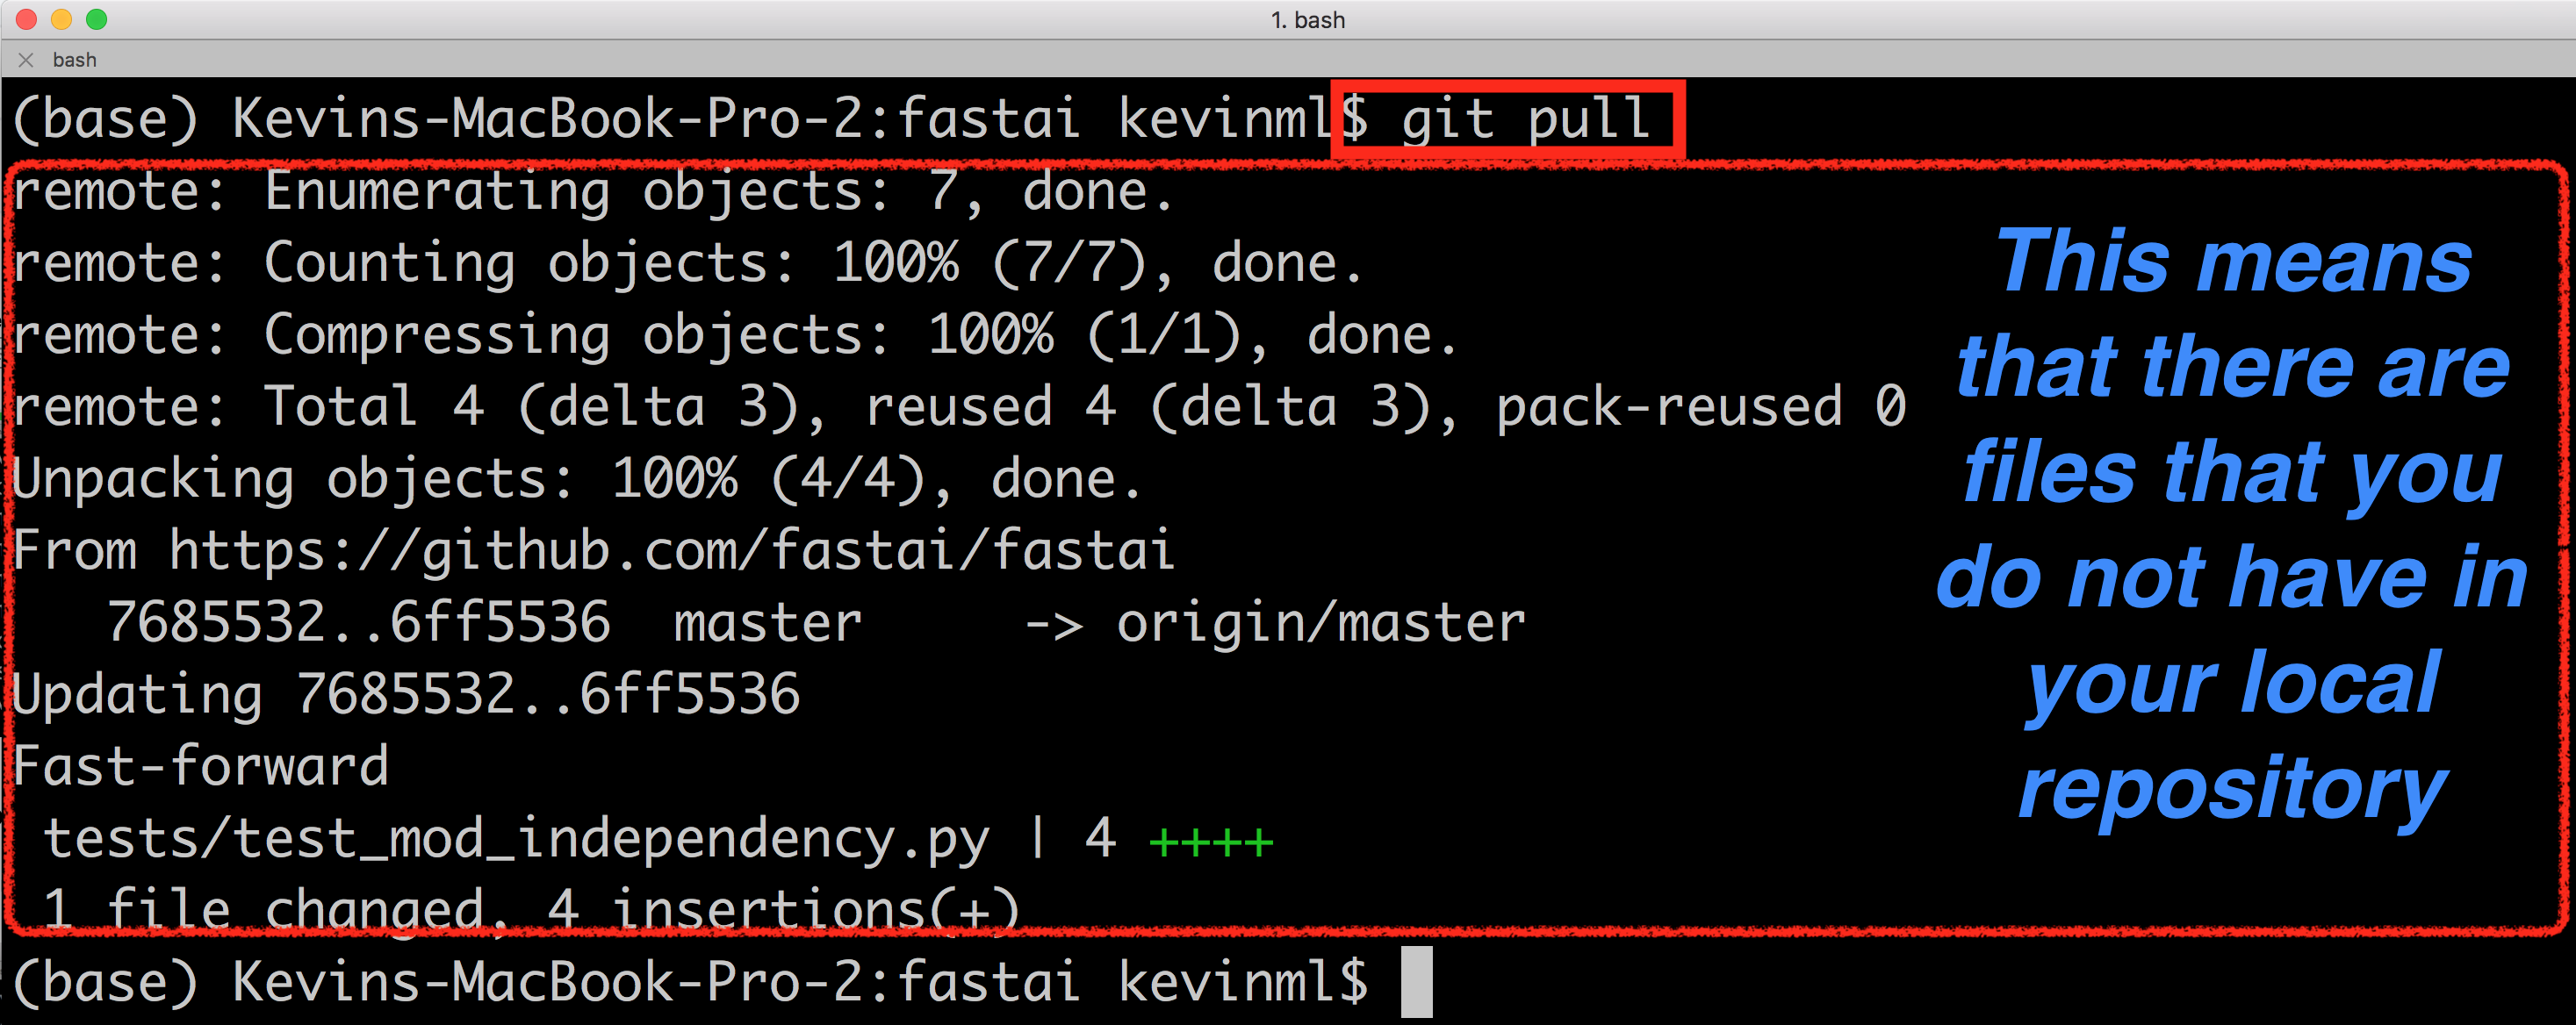 1. bash
bash
(base) Kevins-MacBook-Pro-2:fastai kevinml$ git pull
remote: Enumerating objects: 7, done.
remote: Counting objects: 100% (7/7), done.
remote: Compressing objects: 100% (1/1), done.
remote: Total 4 (delta 3), reused 4 (delta 3), pack-reused 0
Unpacking objects: 100% (4/4), done.
From https://github.com/fastai/fastai
   7685532..6ff5536  master     -> origin/master
Updating 7685532..6ff5536
Fast-forward
 tests/test_mod_independency.py | 4 ++++
 1 file changed, 4 insertions(+)
(base) Kevins-MacBook-Pro-2:fastai kevinml$
This means
that there are
files that you
do not have in
your local
repository